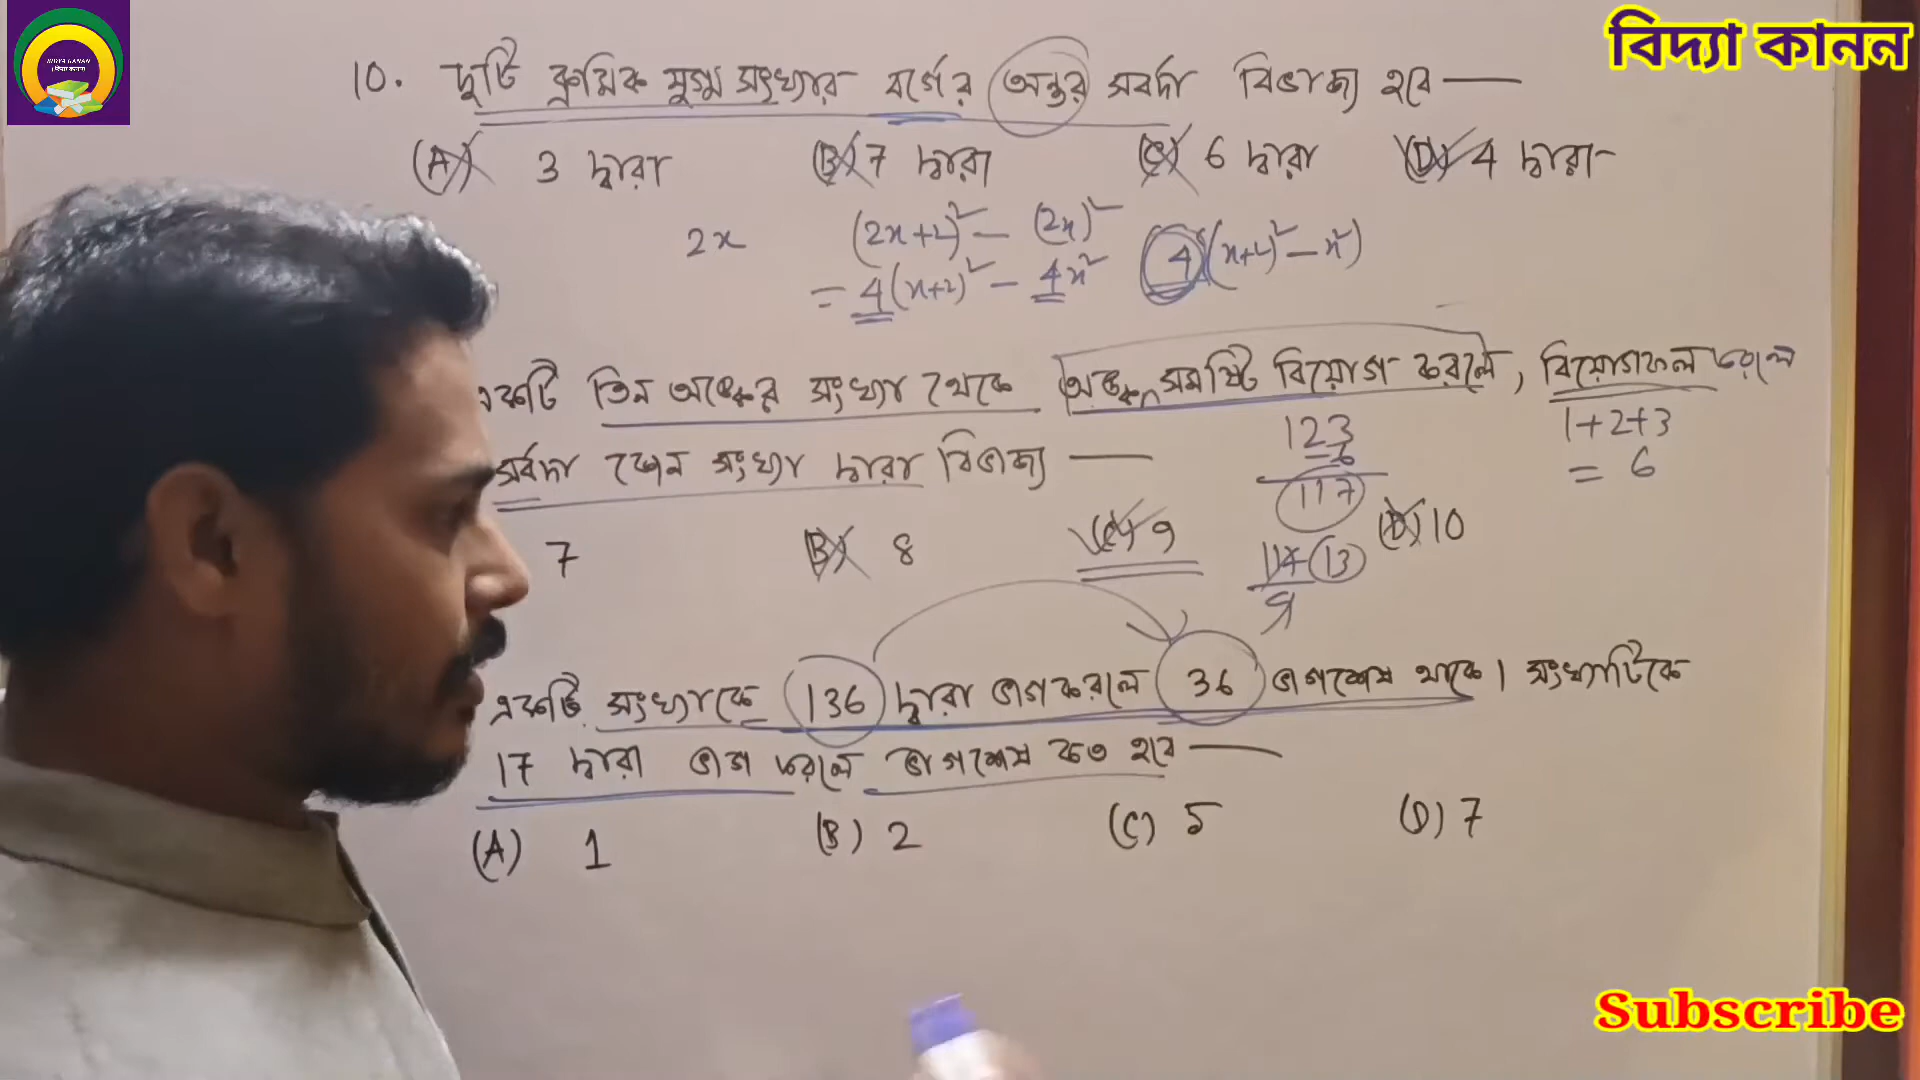 বিদ্যা কানন
10. দুটি ক্রমিক যুগ্ম সংখ্যার বর্গের অন্তর সর্বদা বিভাজ্য হবে —
(A) 3 দ্বারা (B) 7 দ্বারা (C) 6 দ্বারা (D) 4 দ্বারা
2x (2x+2)² — (2x)² 4((x+2)² — x²)
= 4(x+2)² — 4x²
একটি তিন অঙ্কের সংখ্যা থেকে অঙ্ক সমষ্টি বিয়োগ করলে, বিয়োগফল
123 1+2+3
সর্বদা কোন সংখ্যা দ্বারা বিভাজ্য — -6 = 6
117
7 (B) 8 (C) 9 (D) 10
117 13
9
একটি সংখ্যাকে 136 দ্বারা ভাগ করলে 36 ভাগশেষ থাকে। সংখ্যাটিকে
17 দ্বারা ভাগ করলে ভাগশেষ কত হবে —
(A) 1 (B) 2 (C) 5 (D) 7
Subscribe